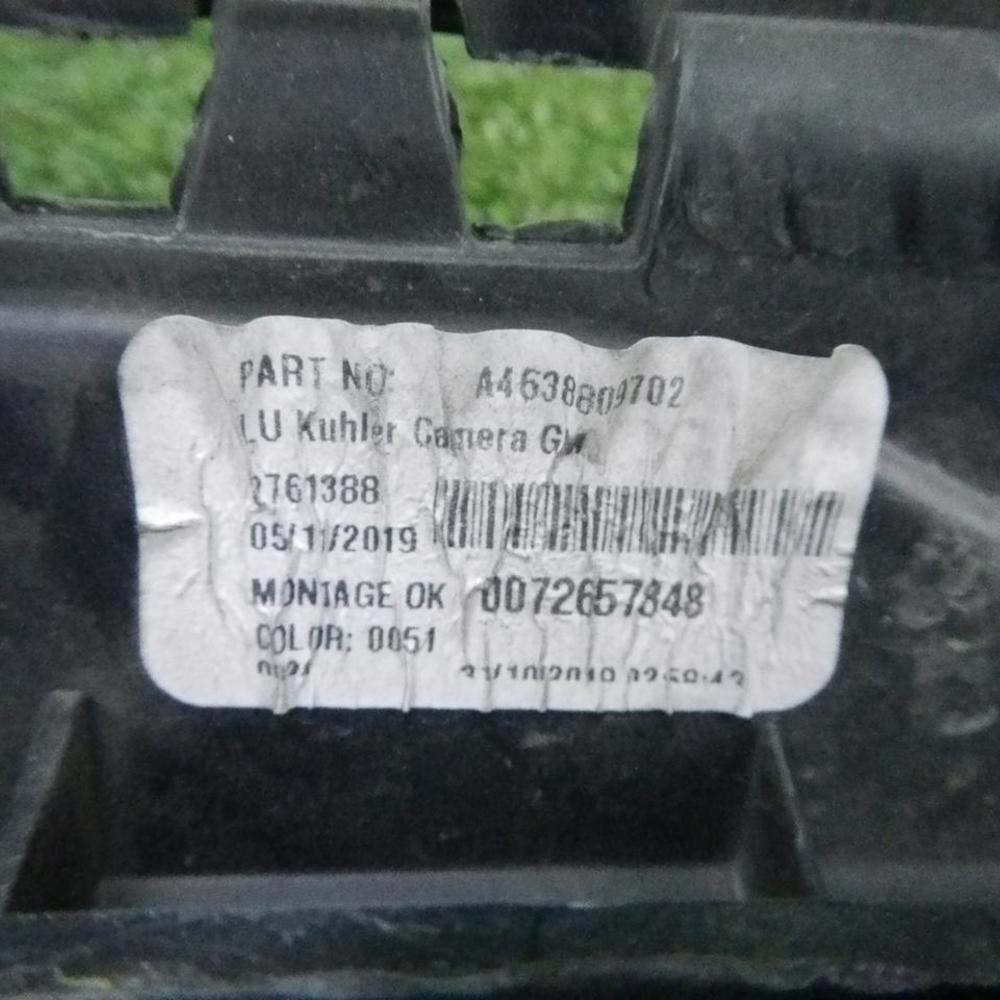 PART NO: A4638809702
LU Kuhler Camera GW
2761388
05/11/2019
MONTAGE OK 0072657848
COLOR: 0051